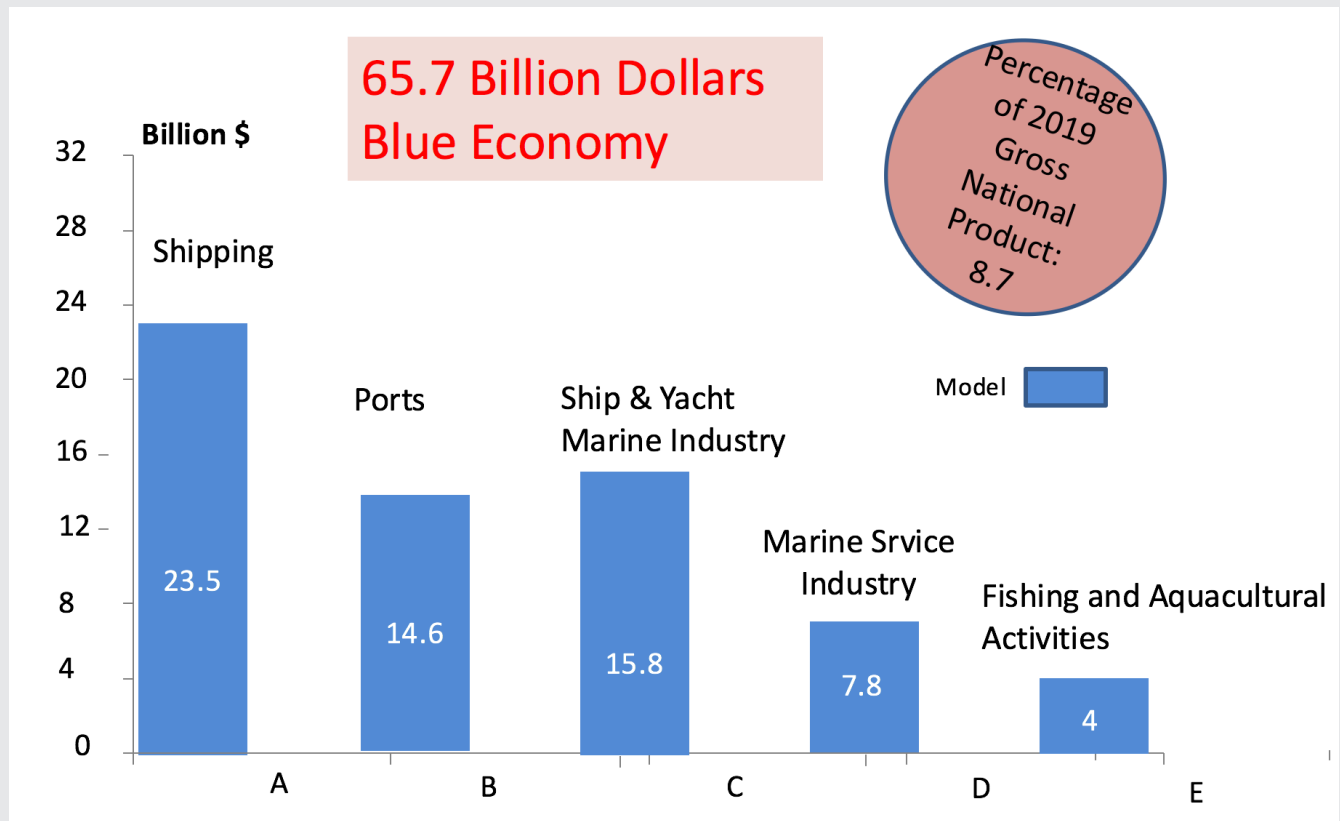 65.7 Billion Dollars
Blue Economy
Percentage
of 2019
Gross
National
Product:
8.7
Billion $
32
28
24
20
16
12
8
4
0
Shipping
23.5
Ports
14.6
Ship & Yacht
Marine Industry
15.8
Marine Srvice
Industry
7.8
Fishing and Aquacultural
Activities
4
Model
A
B
C
D
E